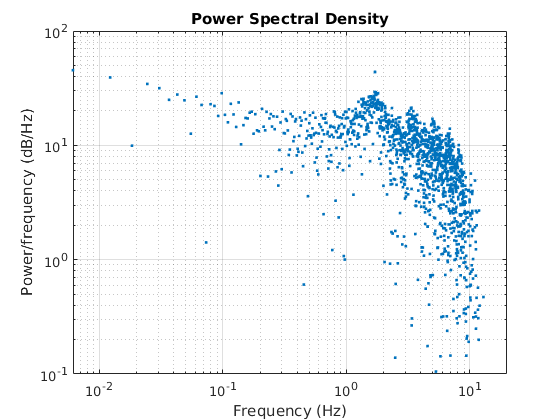 Power Spectral Density
10^2
10^1
10^0
10^-1
Power/frequency (dB/Hz)
10^-2 10^-1 10^0 10^1
Frequency (Hz)